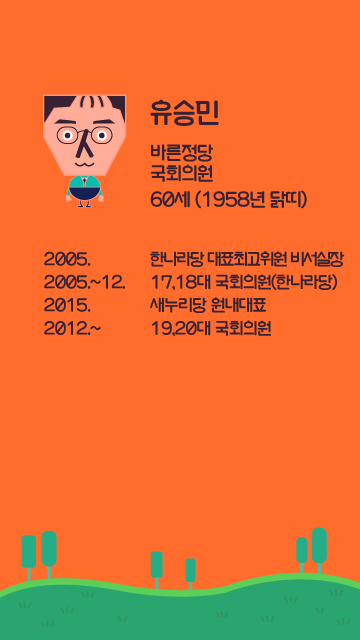 유승민
바른정당
국회의원
60세 (1958년 닭띠)
2005. 한나라당 대표최고위원 비서실장
2005.~12. 17,18대 국회의원(한나라당)
2015. 새누리당 원내대표
2012.~ 19,20대 국회의원